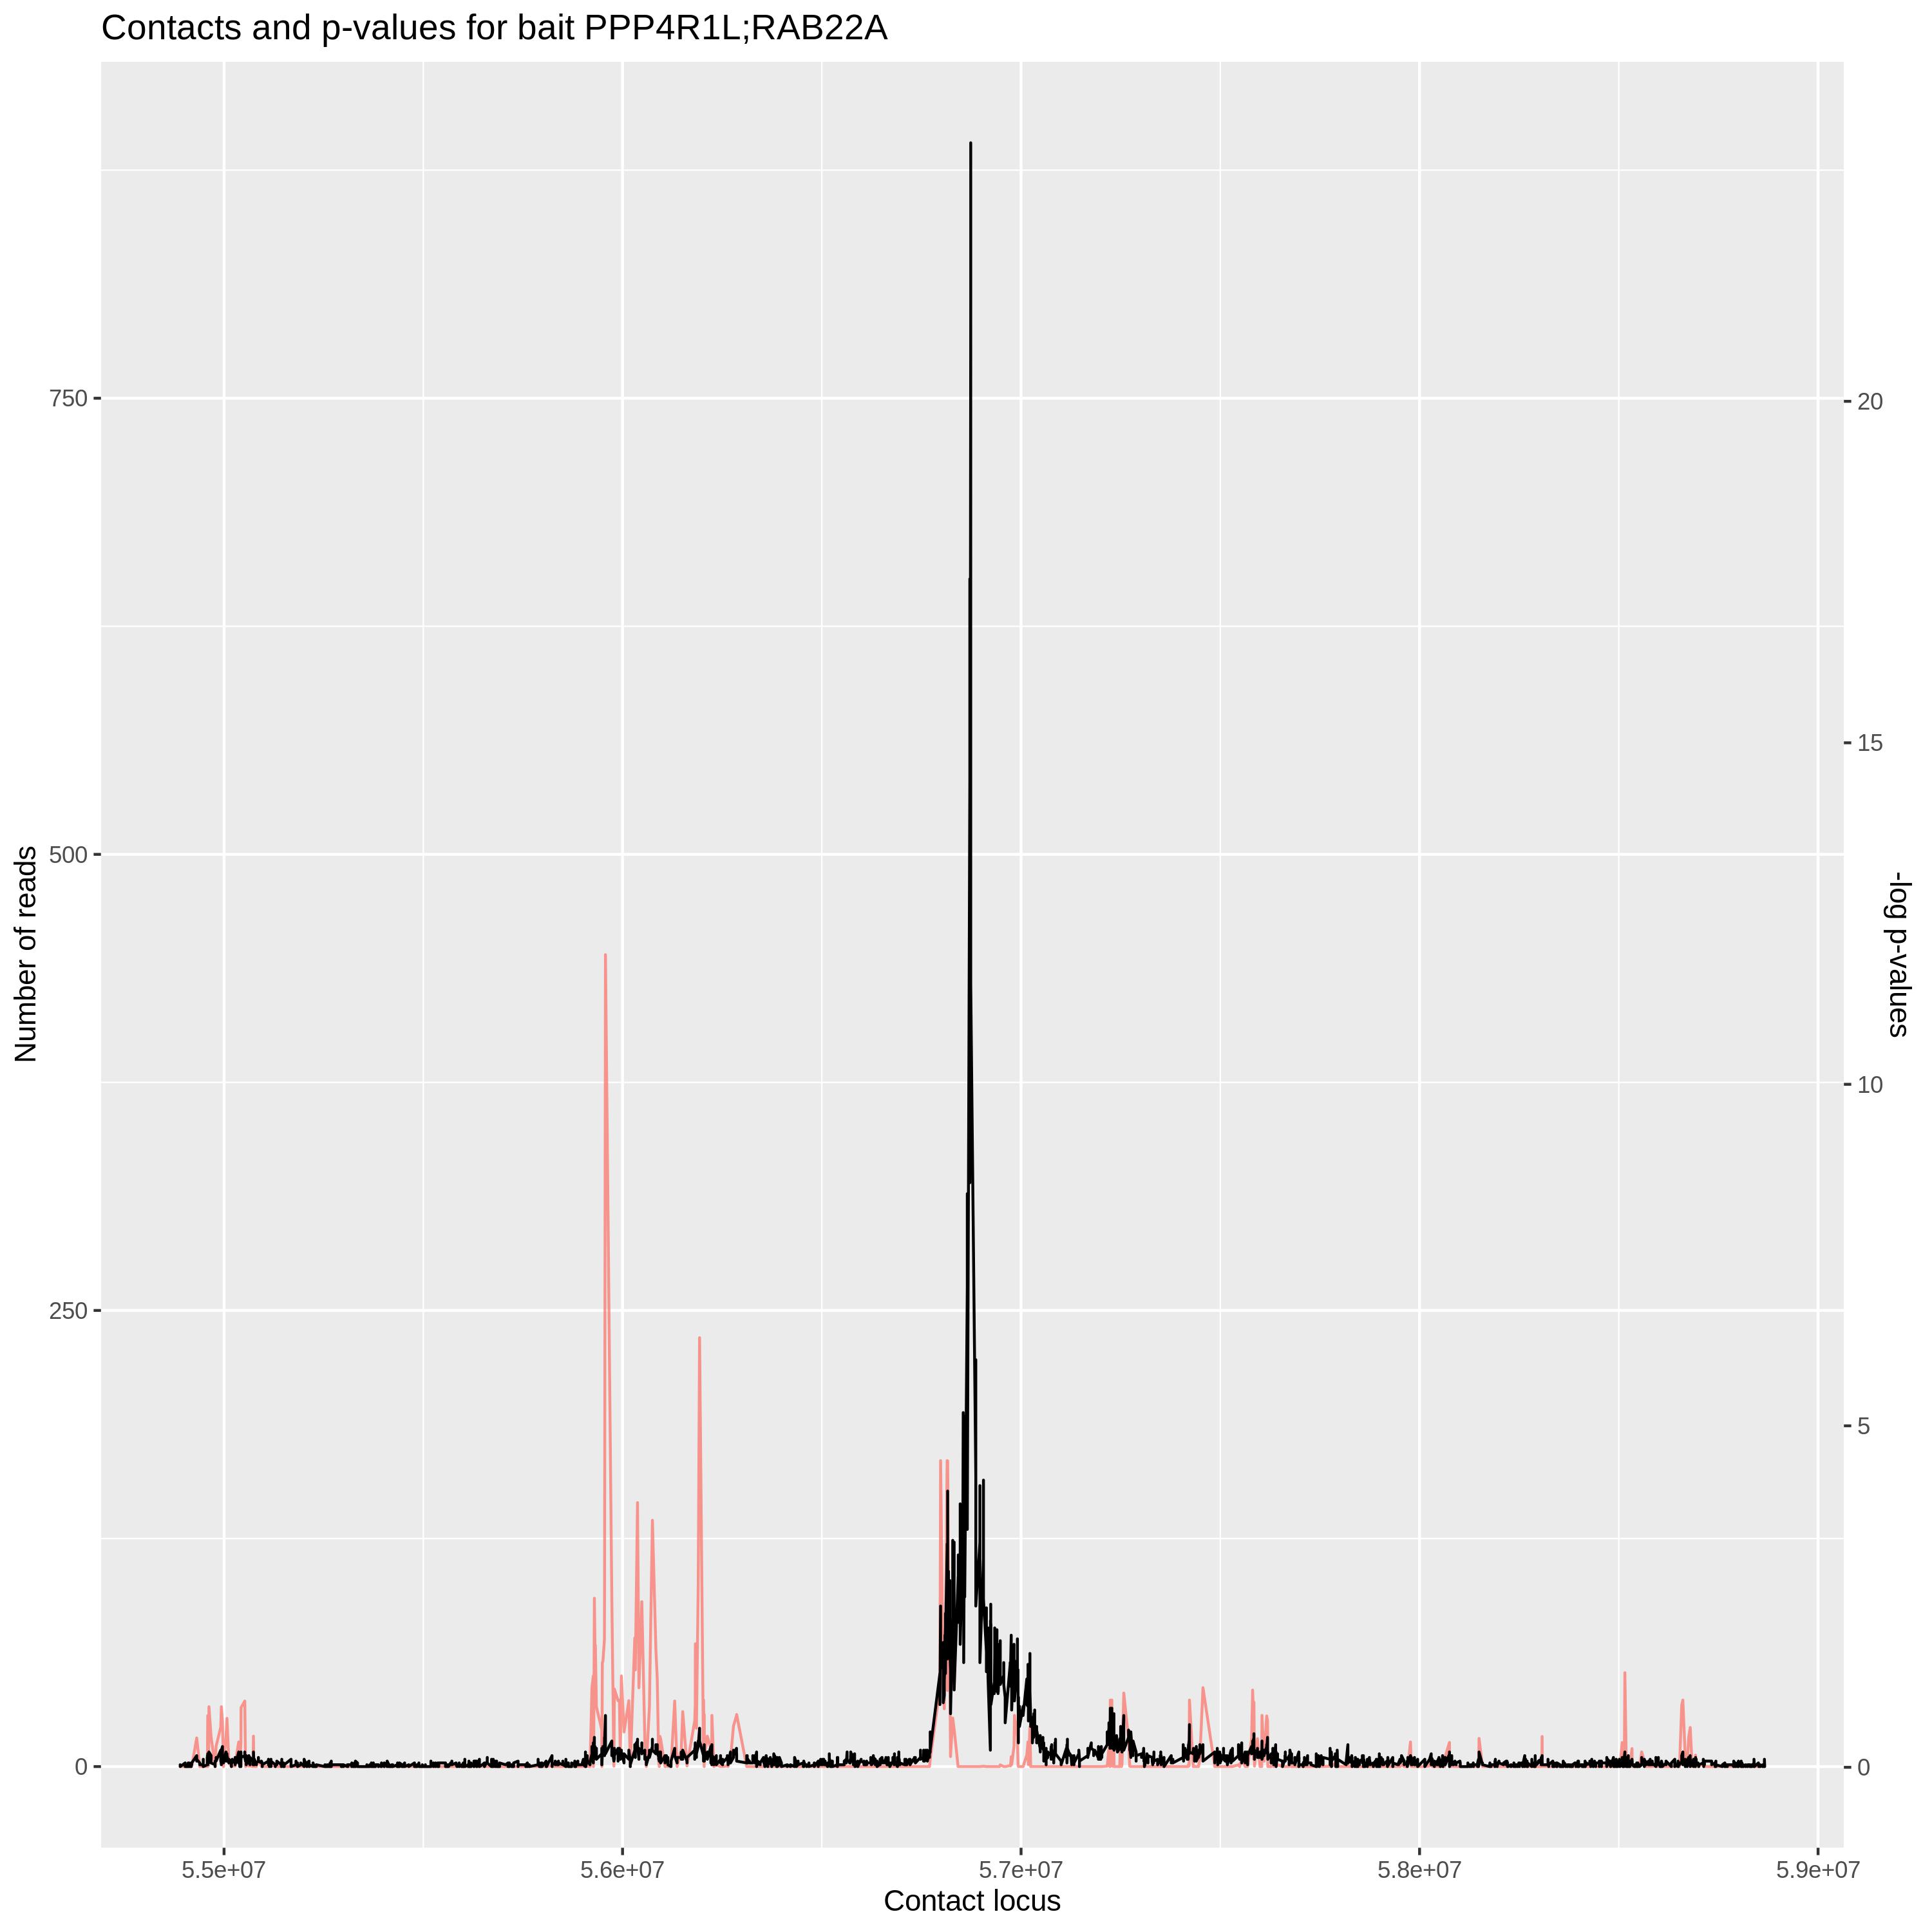 Contacts and p-values for bait PPP4R1L;RAB22A
Number of reads
750
500
250
0
20
15
10
5
0
-log p-values
5.5e+07
5.6e+07
5.7e+07
5.8e+07
5.9e+07
Contact locus